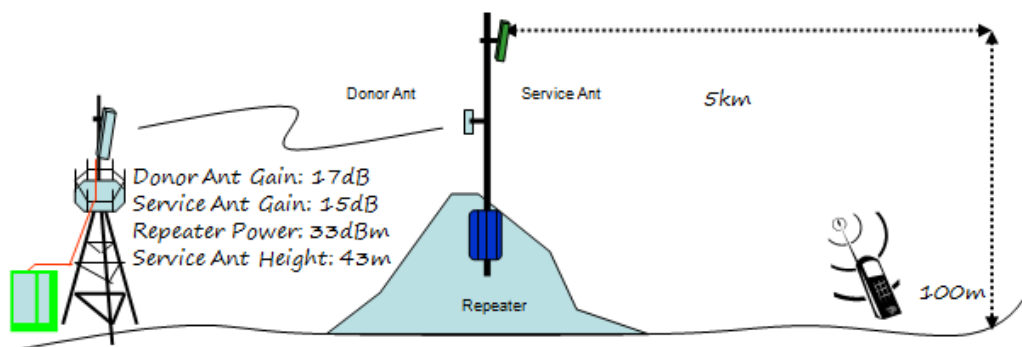 Donor Ant
Service Ant
5km
Donor Ant Gain: 17dB
Service Ant Gain: 15dB
Repeater Power: 33dBm
Service Ant Height: 43m
100m
Repeater